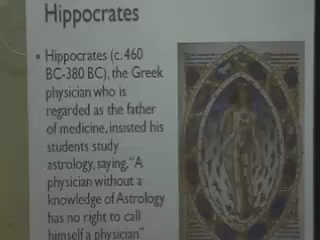 Hippocrates
• Hippocrates (c. 460
BC-380 BC), the Greek
physician who is
regarded as the father
of medicine, insisted his
students study
astrology, saying, "A
physician without a
knowledge of Astrology
has no right to call
himself a physician"